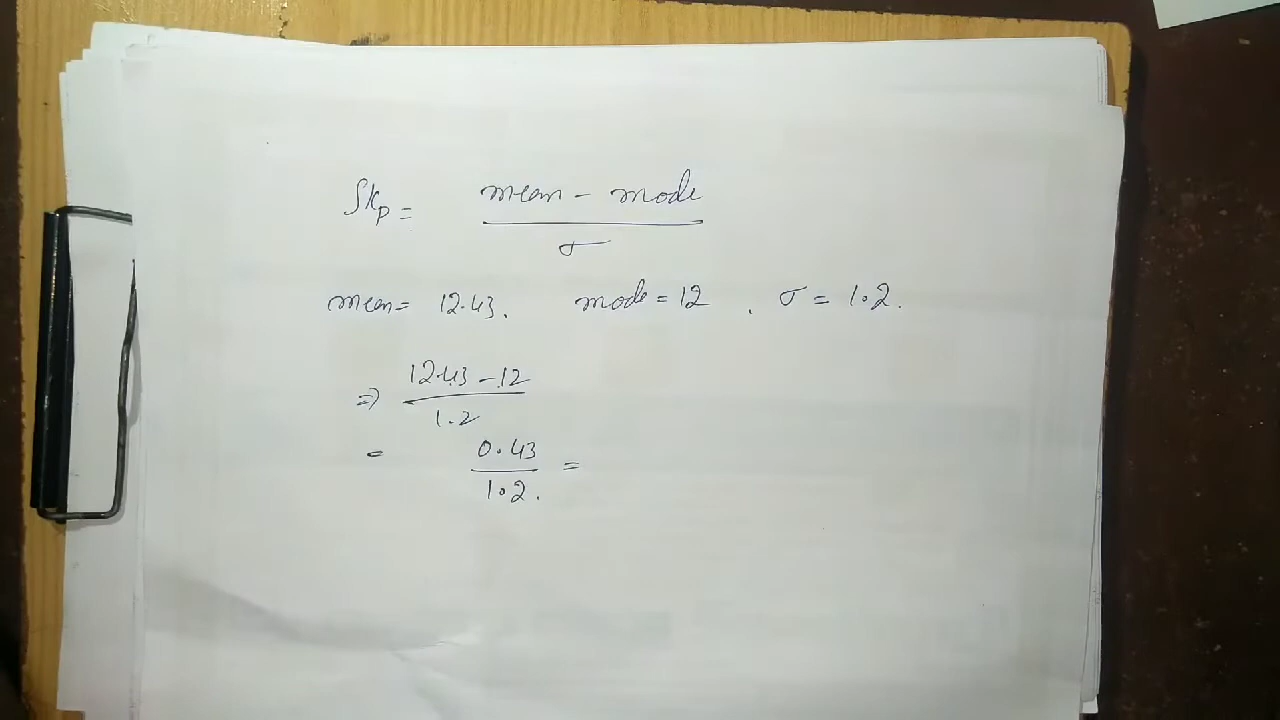 Skp = mean - mode
σ
mean = 12.43. mode = 12 . σ = 1.2.
⇒ 12.43 - 12
1.2
= 0.43 =
1.2.